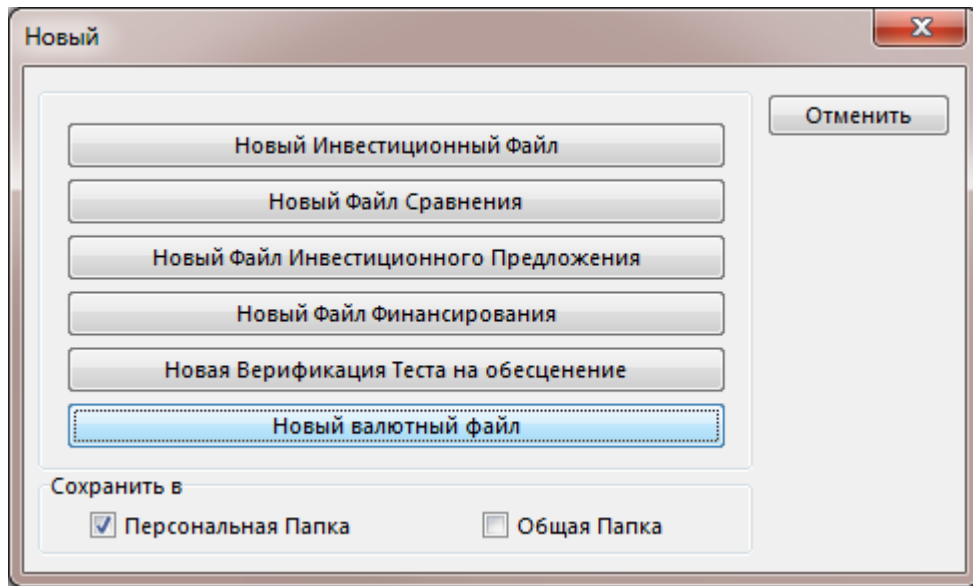 Новый
Отменить
Новый Инвестиционный Файл
Новый Файл Сравнения
Новый Файл Инвестиционного Предложения
Новый Файл Финансирования
Новая Верификация Теста на обесценение
Новый валютный файл
Сохранить в
Персональная Папка
Общая Папка